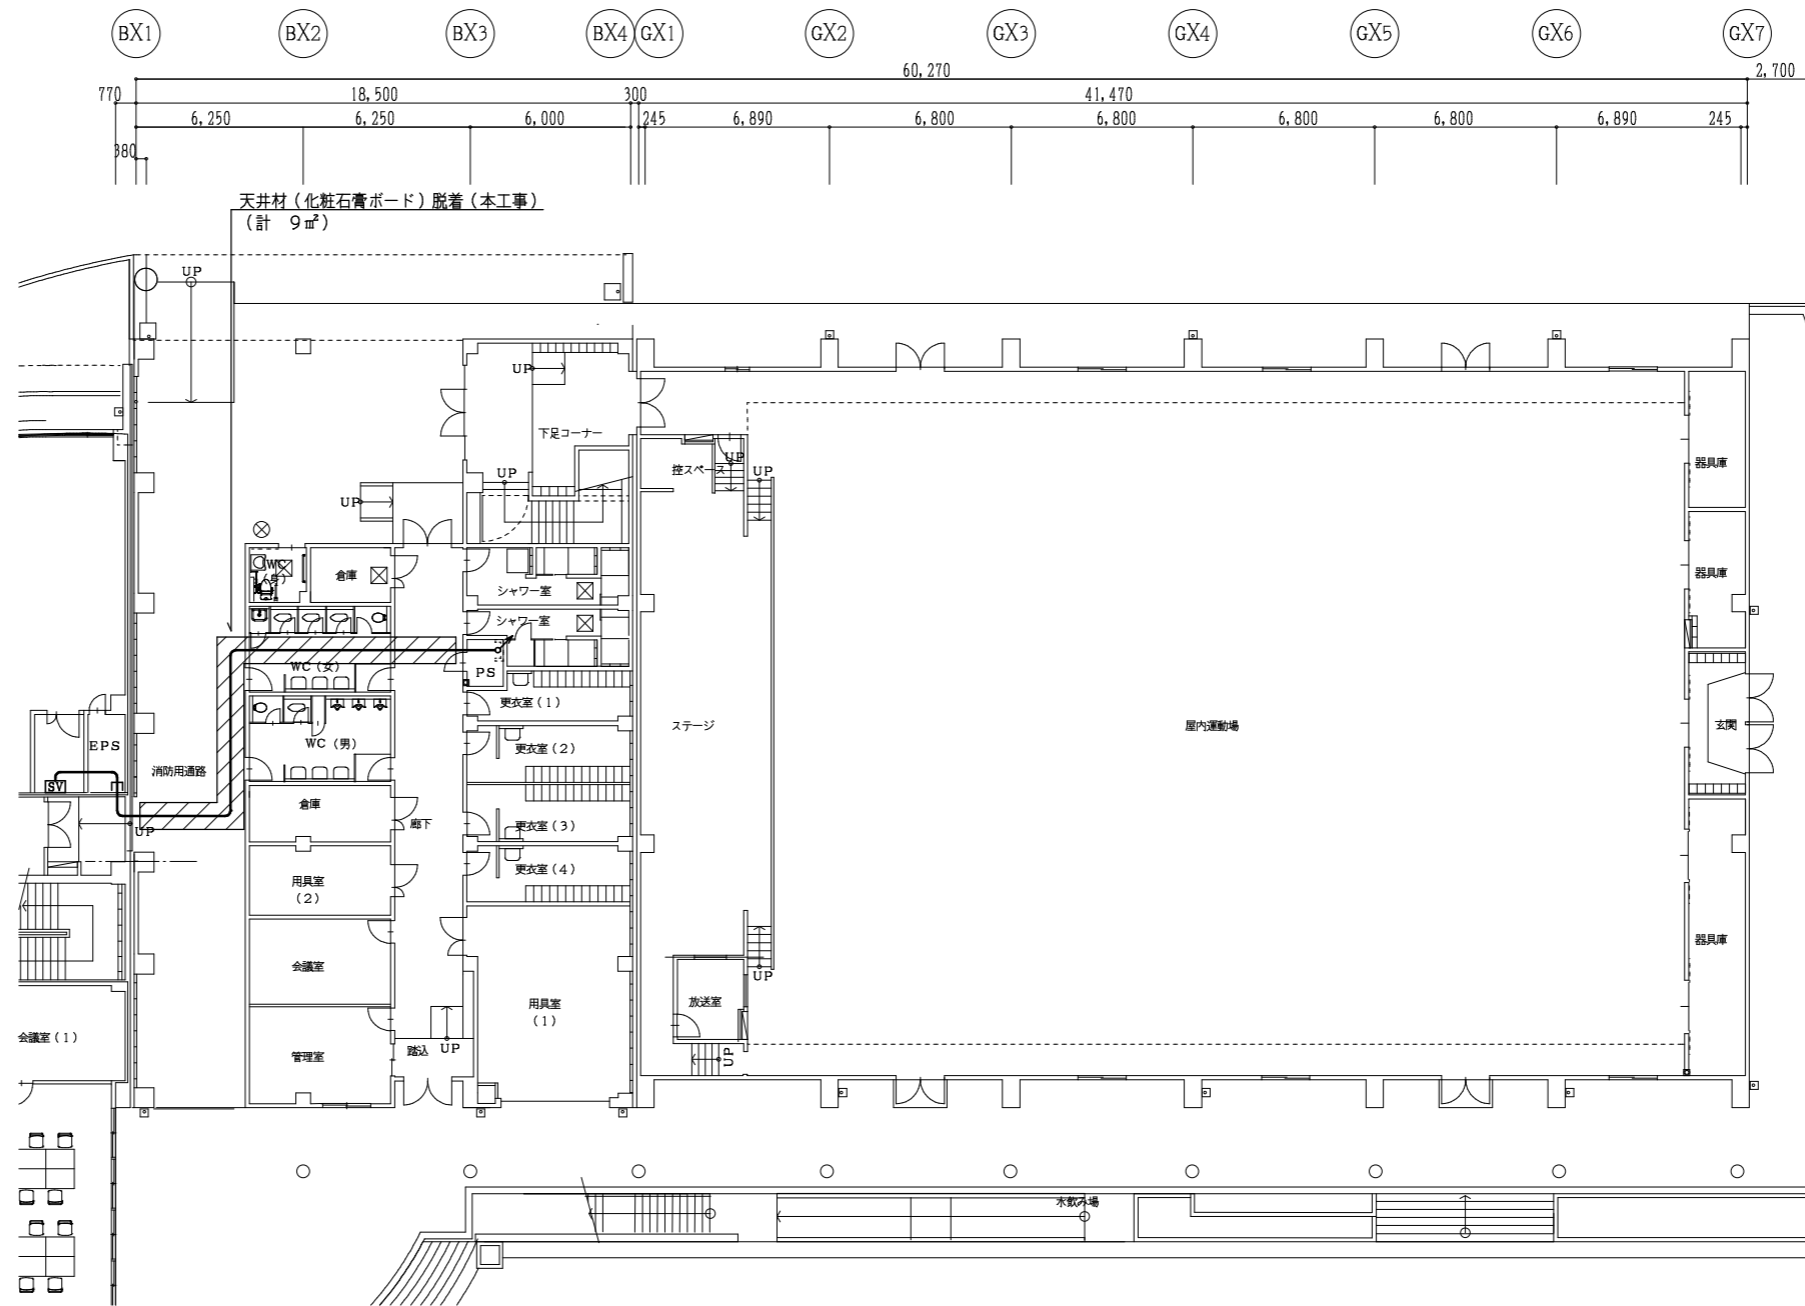 BX1 BX2 BX3 BX4 GX1 GX2 GX3 GX4 GX5 GX6 GX7
60,270 2,700
770 18,500 300 41,470
6,250 6,250 6,000 245 6,890 6,800 6,800 6,800 6,800 6,890 245
380
天井材(化粧石膏ボード)脱着(本工事)
(計 9㎡)
UP
UP
下足コーナー
UP
控スペース
UP
UP
UP
器具庫
WC
倉庫
シャワー室
器具庫
シャワー室
WC(女)
PS
更衣室(1)
ステージ
屋内運動場
玄関
EPS
WC(男)
更衣室(2)
消防用通路
SV
倉庫
UP
廊下
更衣室(3)
用具室
(2)
更衣室(4)
器具庫
会議室
UP
用具室
(1)
放送室
会議室(1)
管理室
踏込
UP
UP
水飲み場